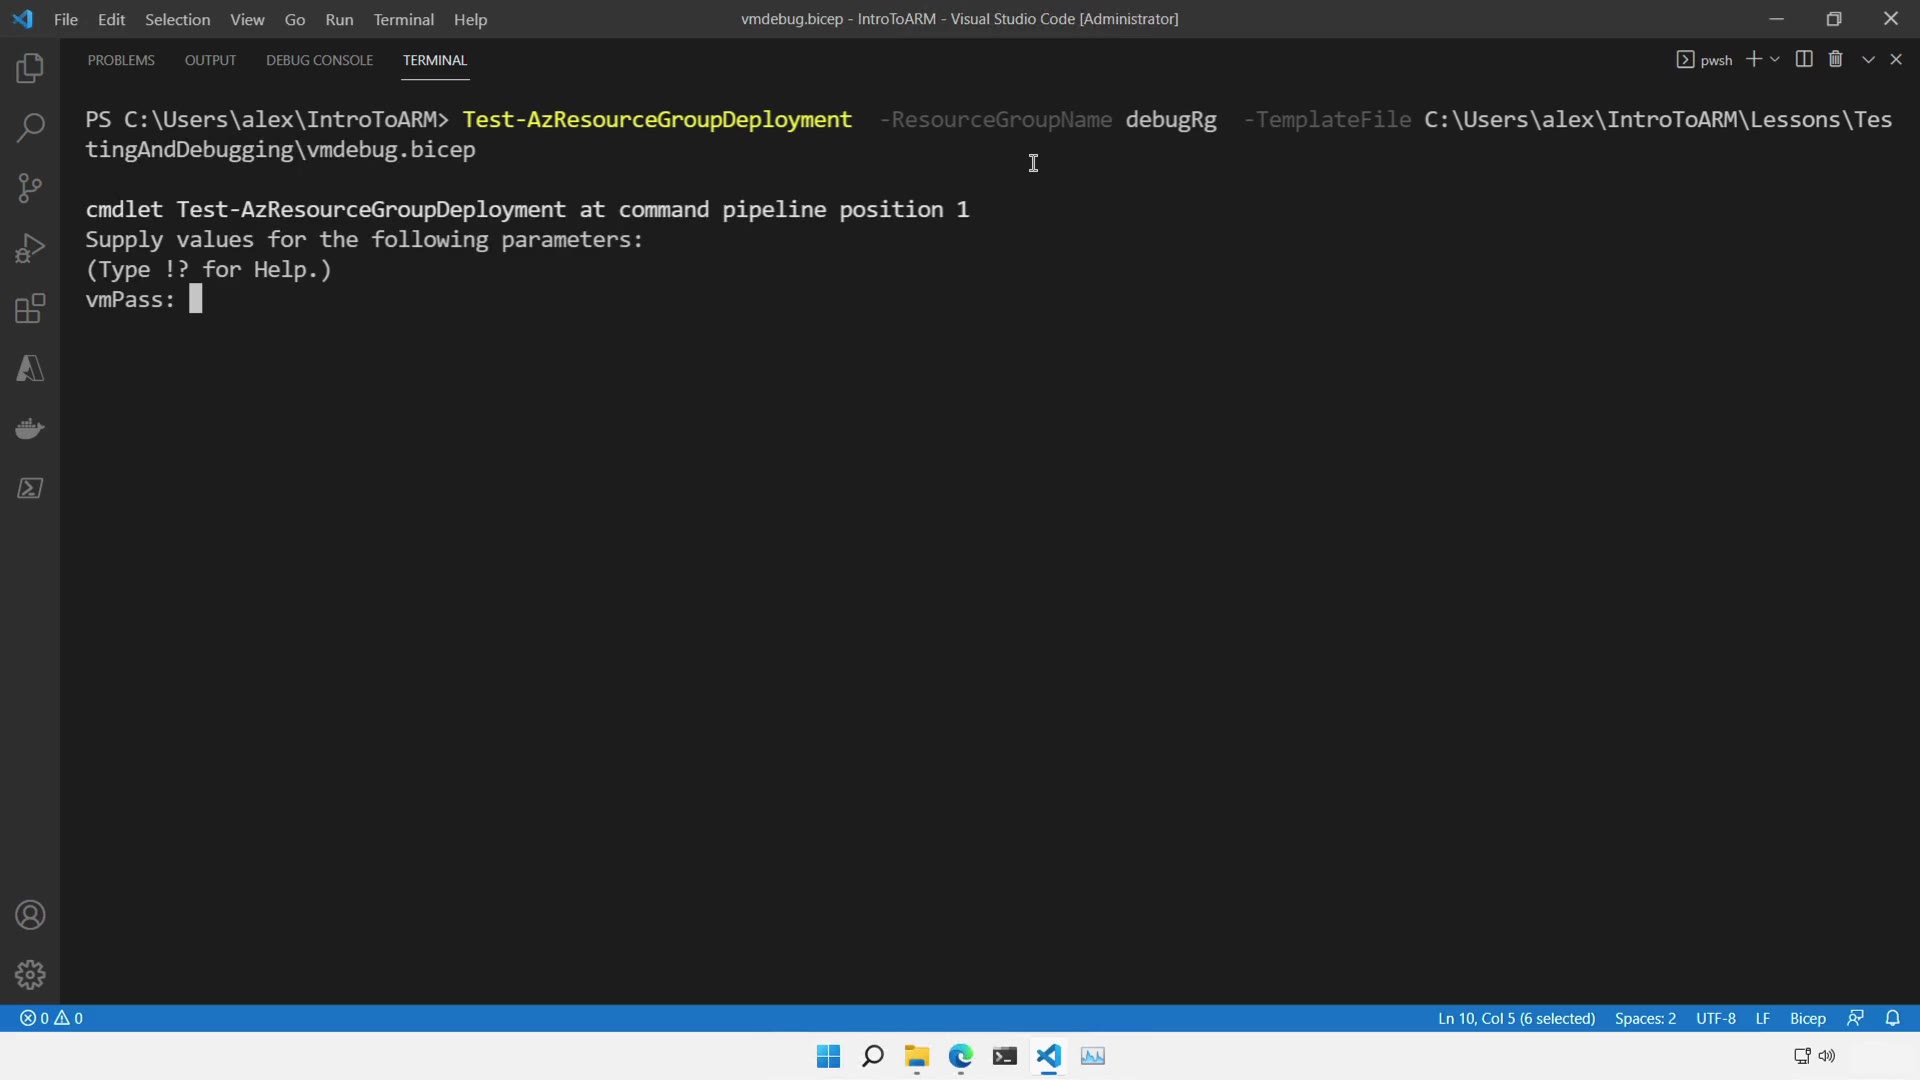 File Edit Selection View Go Run Terminal Help
vmdebug.bicep - IntroToARM - Visual Studio Code [Administrator]
PROBLEMS OUTPUT DEBUG CONSOLE TERMINAL
pwsh
PS C:\Users\alex\IntroToARM> Test-AzResourceGroupDeployment -ResourceGroupName debugRg -TemplateFile C:\Users\alex\IntroToARM\Lessons\Tes
tingAndDebugging\vmdebug.bicep
cmdlet Test-AzResourceGroupDeployment at command pipeline position 1
Supply values for the following parameters:
(Type !? for Help.)
vmPass:
0 0
Ln 10, Col 5 (6 selected) Spaces: 2 UTF-8 LF Bicep